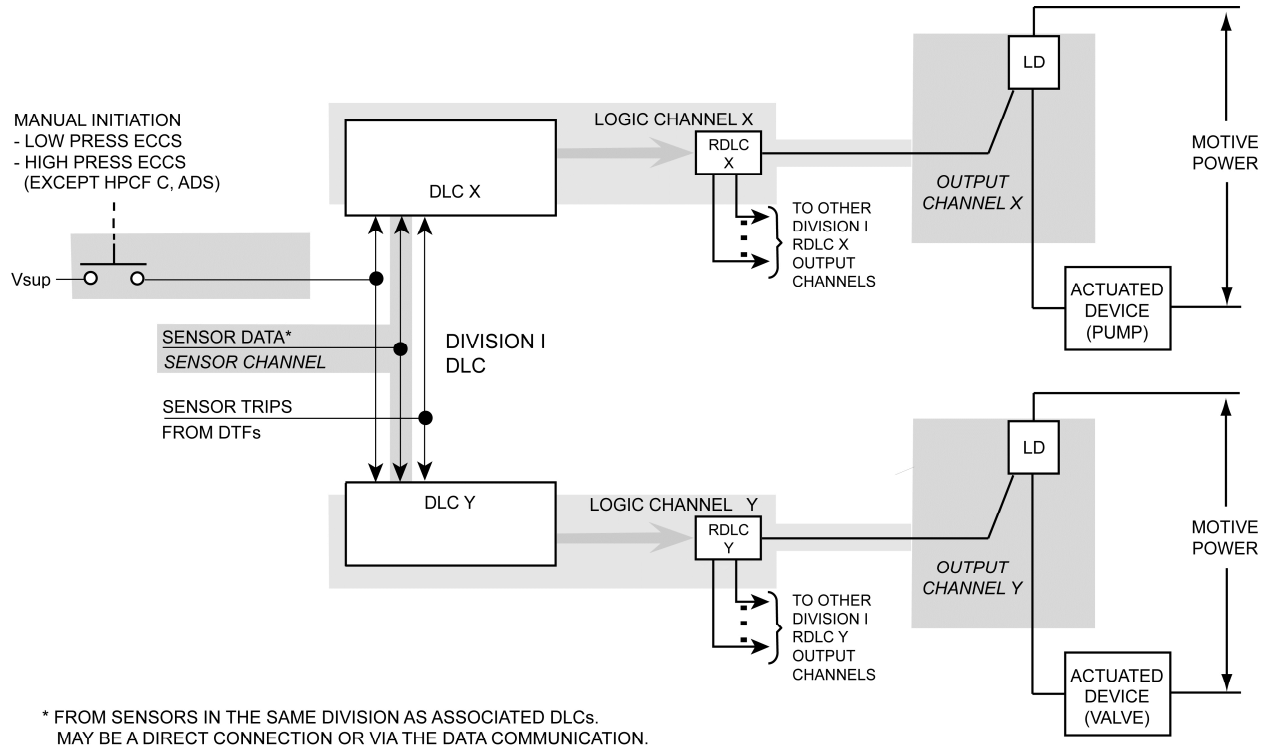 LD
MOTIVE
POWER
MANUAL INITIATION
- LOW PRESS ECCS
- HIGH PRESS ECCS
(EXCEPT HPCF C, ADS)
LOGIC CHANNEL X
RDLC
X
DLC X
OUTPUT
CHANNEL X
TO OTHER
DIVISION I
RDLC X
OUTPUT
CHANNELS
Vsup
ACTUATED
DEVICE
(PUMP)
SENSOR DATA*
SENSOR CHANNEL
DIVISION I
DLC
SENSOR TRIPS
FROM DTFs
LD
MOTIVE
POWER
DLC Y
LOGIC CHANNEL Y
RDLC
Y
OUTPUT
CHANNEL Y
TO OTHER
DIVISION I
RDLC Y
OUTPUT
CHANNELS
ACTUATED
DEVICE
(VALVE)
* FROM SENSORS IN THE SAME DIVISION AS ASSOCIATED DLCs.
MAY BE A DIRECT CONNECTION OR VIA THE DATA COMMUNICATION.